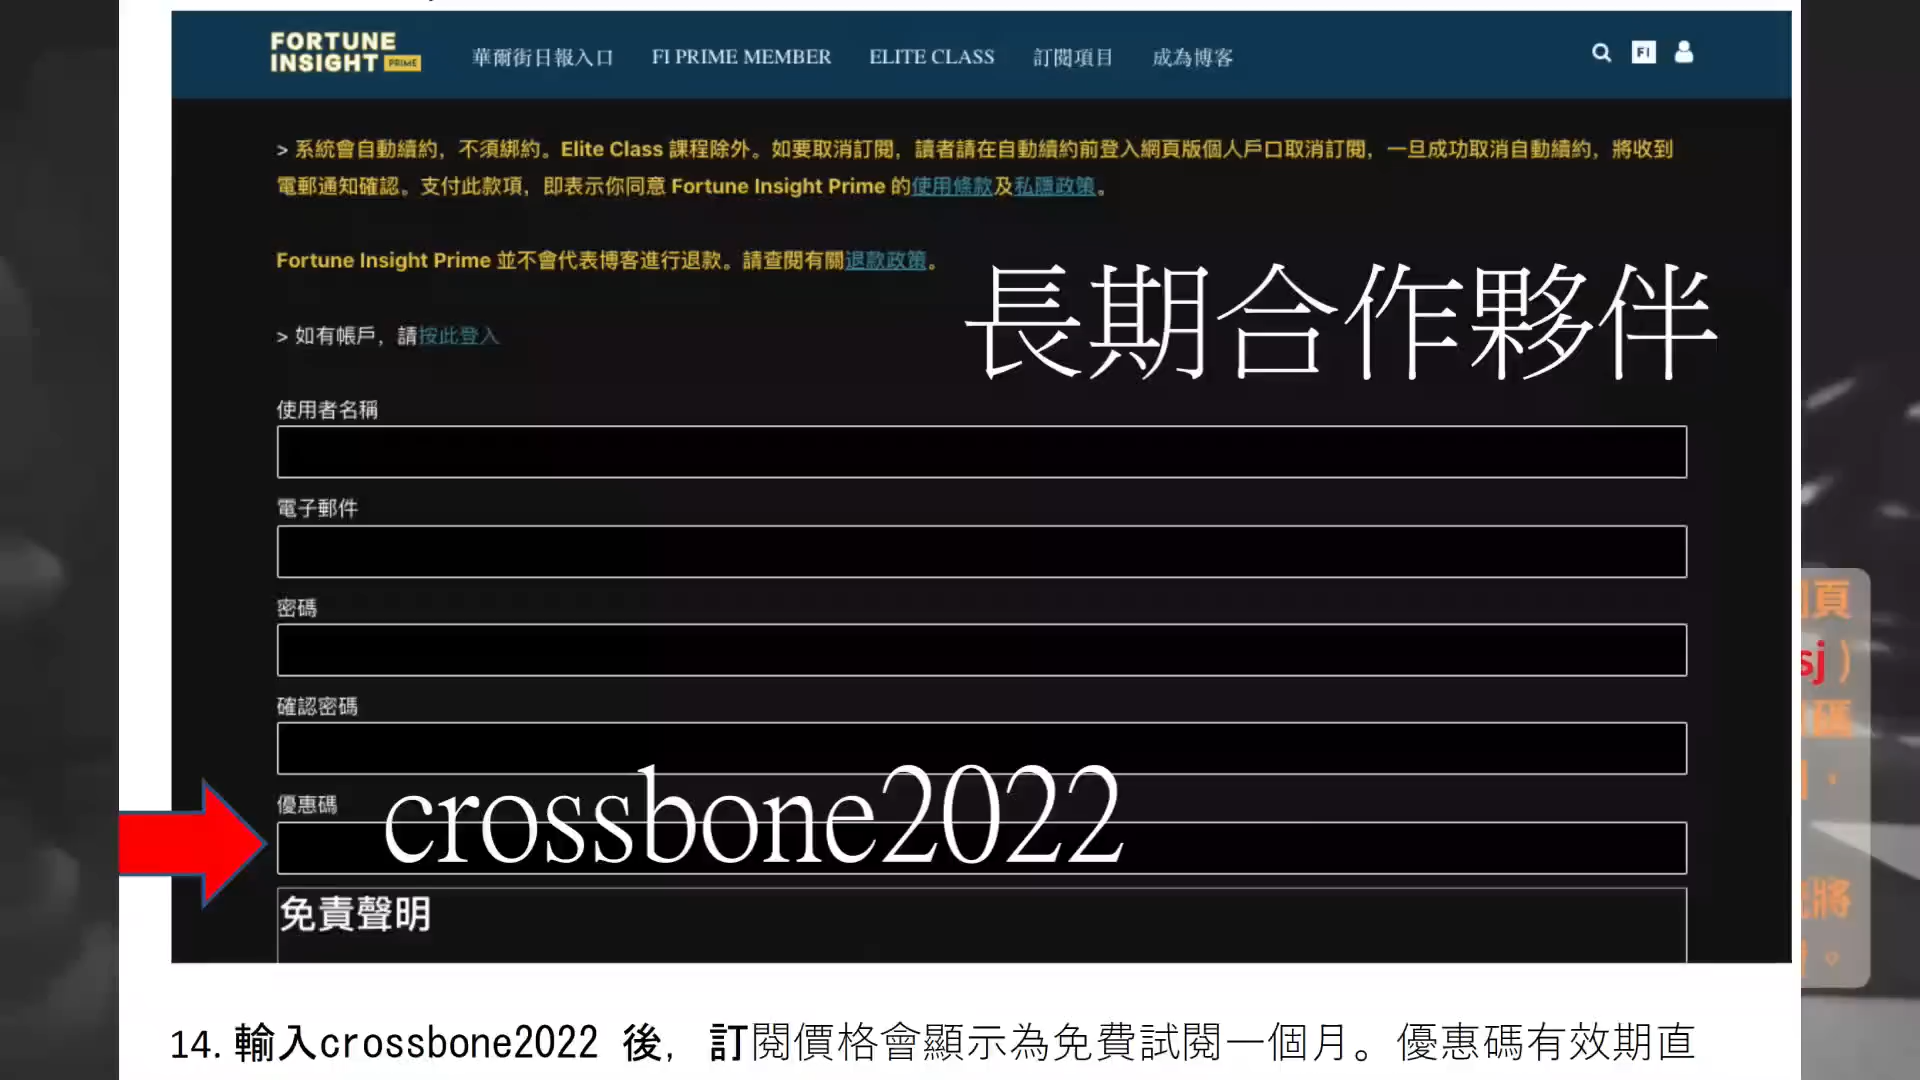 FORTUNE
INSIGHT PRIME
華爾街日報入口 FI PRIME MEMBER ELITE CLASS 訂閱項目 成為博客
FI
> 系統會自動續約，不須綁約。Elite Class 課程除外。如要取消訂閱，讀者請在自動續約前登入網頁版個人戶口取消訂閱，一旦成功取消自動續約，將收到
電郵通知確認。支付此款項，即表示你同意 Fortune Insight Prime 的使用條款及私隱政策。
Fortune Insight Prime 並不會代表博客進行退款。請查閱有關退款政策。
長期合作夥伴
> 如有帳戶，請按此登入
使用者名稱
電子郵件
密碼
確認密碼
優惠碼
crossbone2022
免責聲明
頁
sj )
碼
將
14. 輸入crossbone2022 後，訂閱價格會顯示為免費試閱一個月。優惠碼有效期直